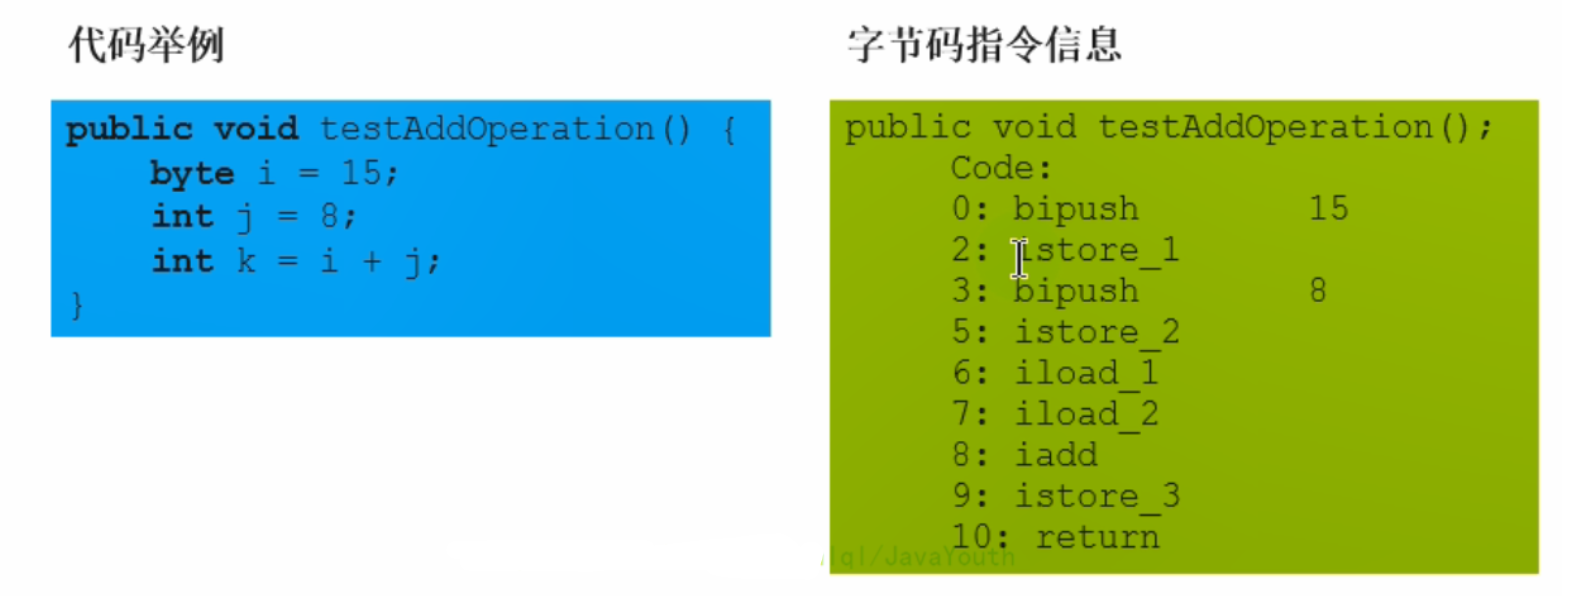 代码举例
public void testAddOperation() {
byte i = 15;
int j = 8;
int k = i + j;
}
字节码指令信息
public void testAddOperation();
Code:
0: bipush 15
2: istore_1
3: bipush 8
5: istore_2
6: iload_1
7: iload_2
8: iadd
9: istore_3
10: return
/lql/JavaYouth